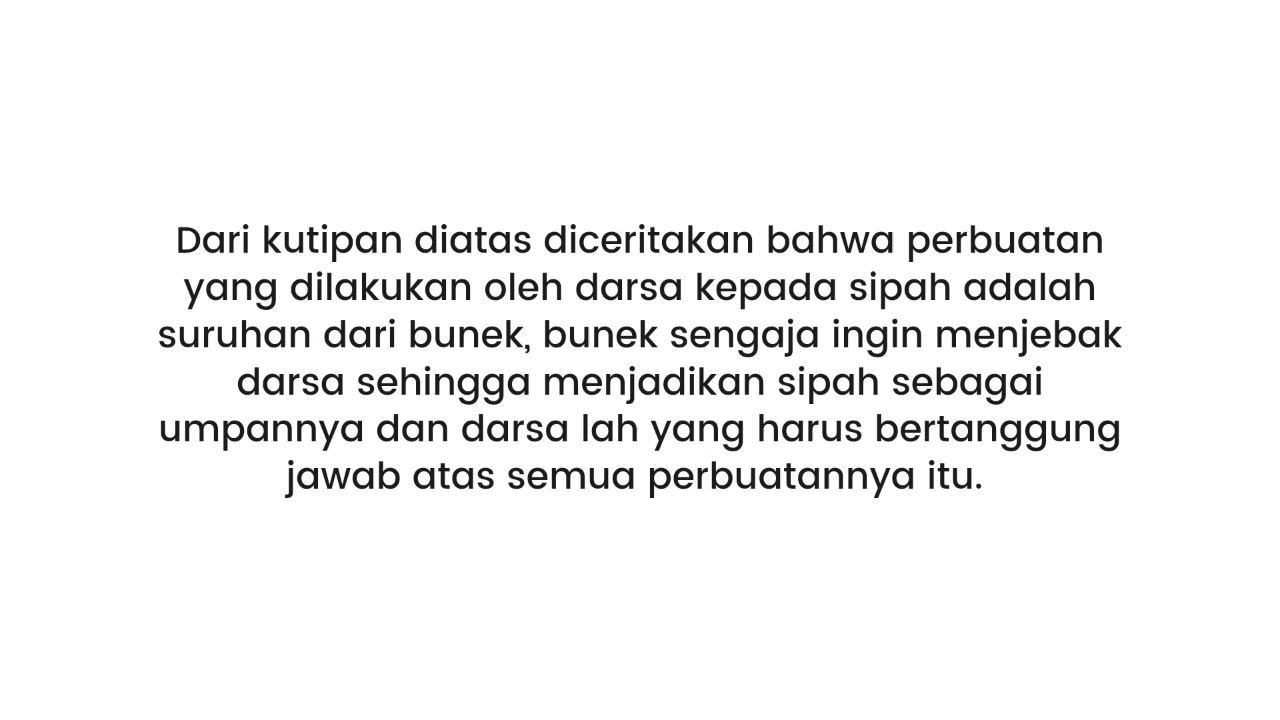 Dari kutipan diatas diceritakan bahwa perbuatan
yang dilakukan oleh darsa kepada sipah adalah
suruhan dari bunek, bunek sengaja ingin menjebak
darsa sehingga menjadikan sipah sebagai
umpannya dan darsa lah yang harus bertanggung
jawab atas semua perbuatannya itu.